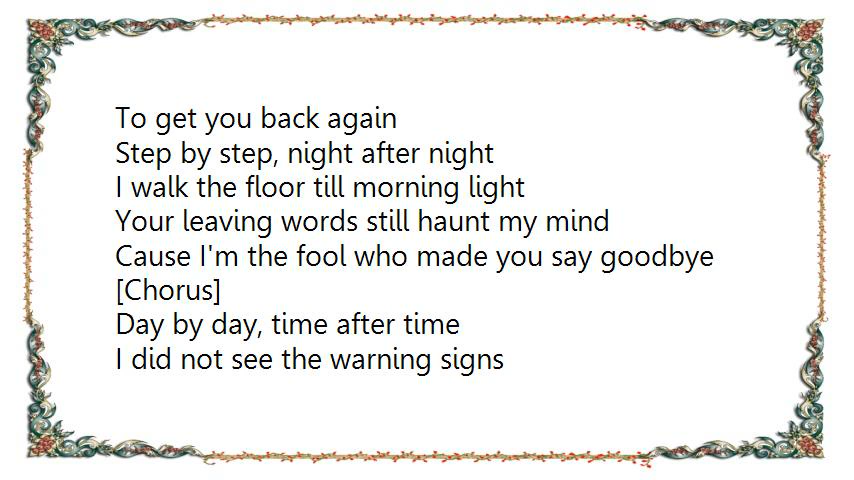 To get you back again
Step by step, night after night
I walk the floor till morning light
Your leaving words still haunt my mind
Cause I'm the fool who made you say goodbye
[Chorus]
Day by day, time after time
I did not see the warning signs